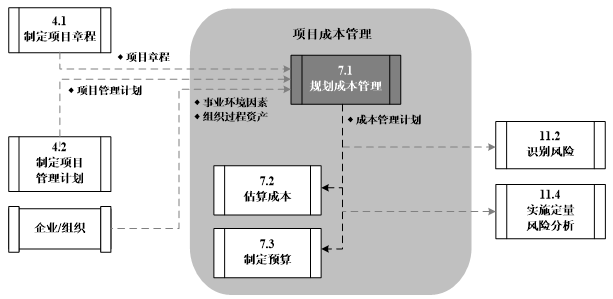 4.1
制定项目章程
项目成本管理
◆ 项目章程
7.1
规划成本管理
◆ 项目管理计划
◆ 事业环境因素
◆ 组织过程资产
◆ 成本管理计划
4.2
制定项目
管理计划
11.2
识别风险
7.2
估算成本
11.4
实施定量
风险分析
企业/组织
7.3
制定预算